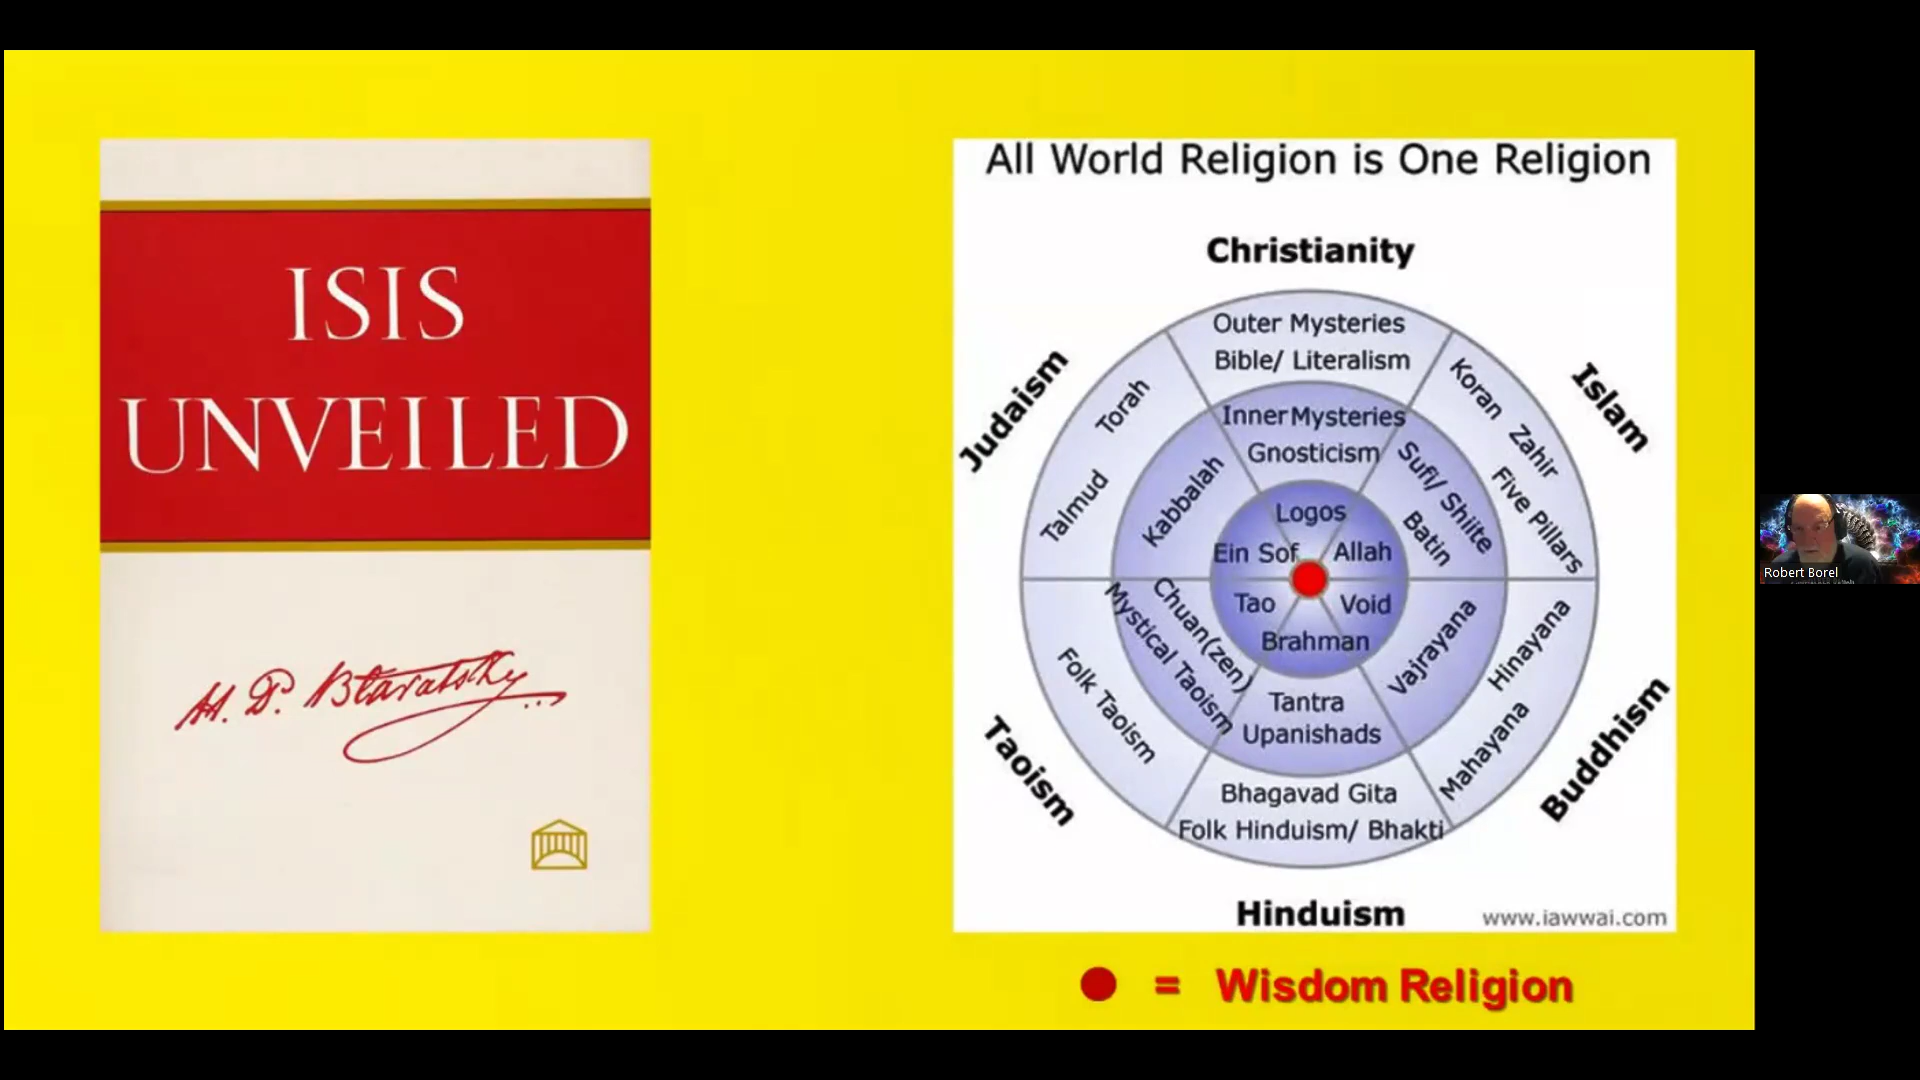 ISIS
UNVEILED
H. P. Blavatsky
All World Religion is One Religion
Christianity
Outer Mysteries
Bible/ Literalism
Inner Mysteries
Gnosticism
Logos
Judaism
Torah
Talmud
Kabbalah
Ein Sof
Islam
Koran Zahir
Five Pillars
Sufi/ Shiite
Batin
Allah
Taoism
Folk Taoism
Mystical Taoism
Chuan(zen)
Tao
Buddhism
Hinayana
Mahayana
Vajrayana
Void
Brahman
Tantra
Upanishads
Bhagavad Gita
Folk Hinduism/ Bhakti
Hinduism
www.iawwai.com
= Wisdom Religion
Robert Borel